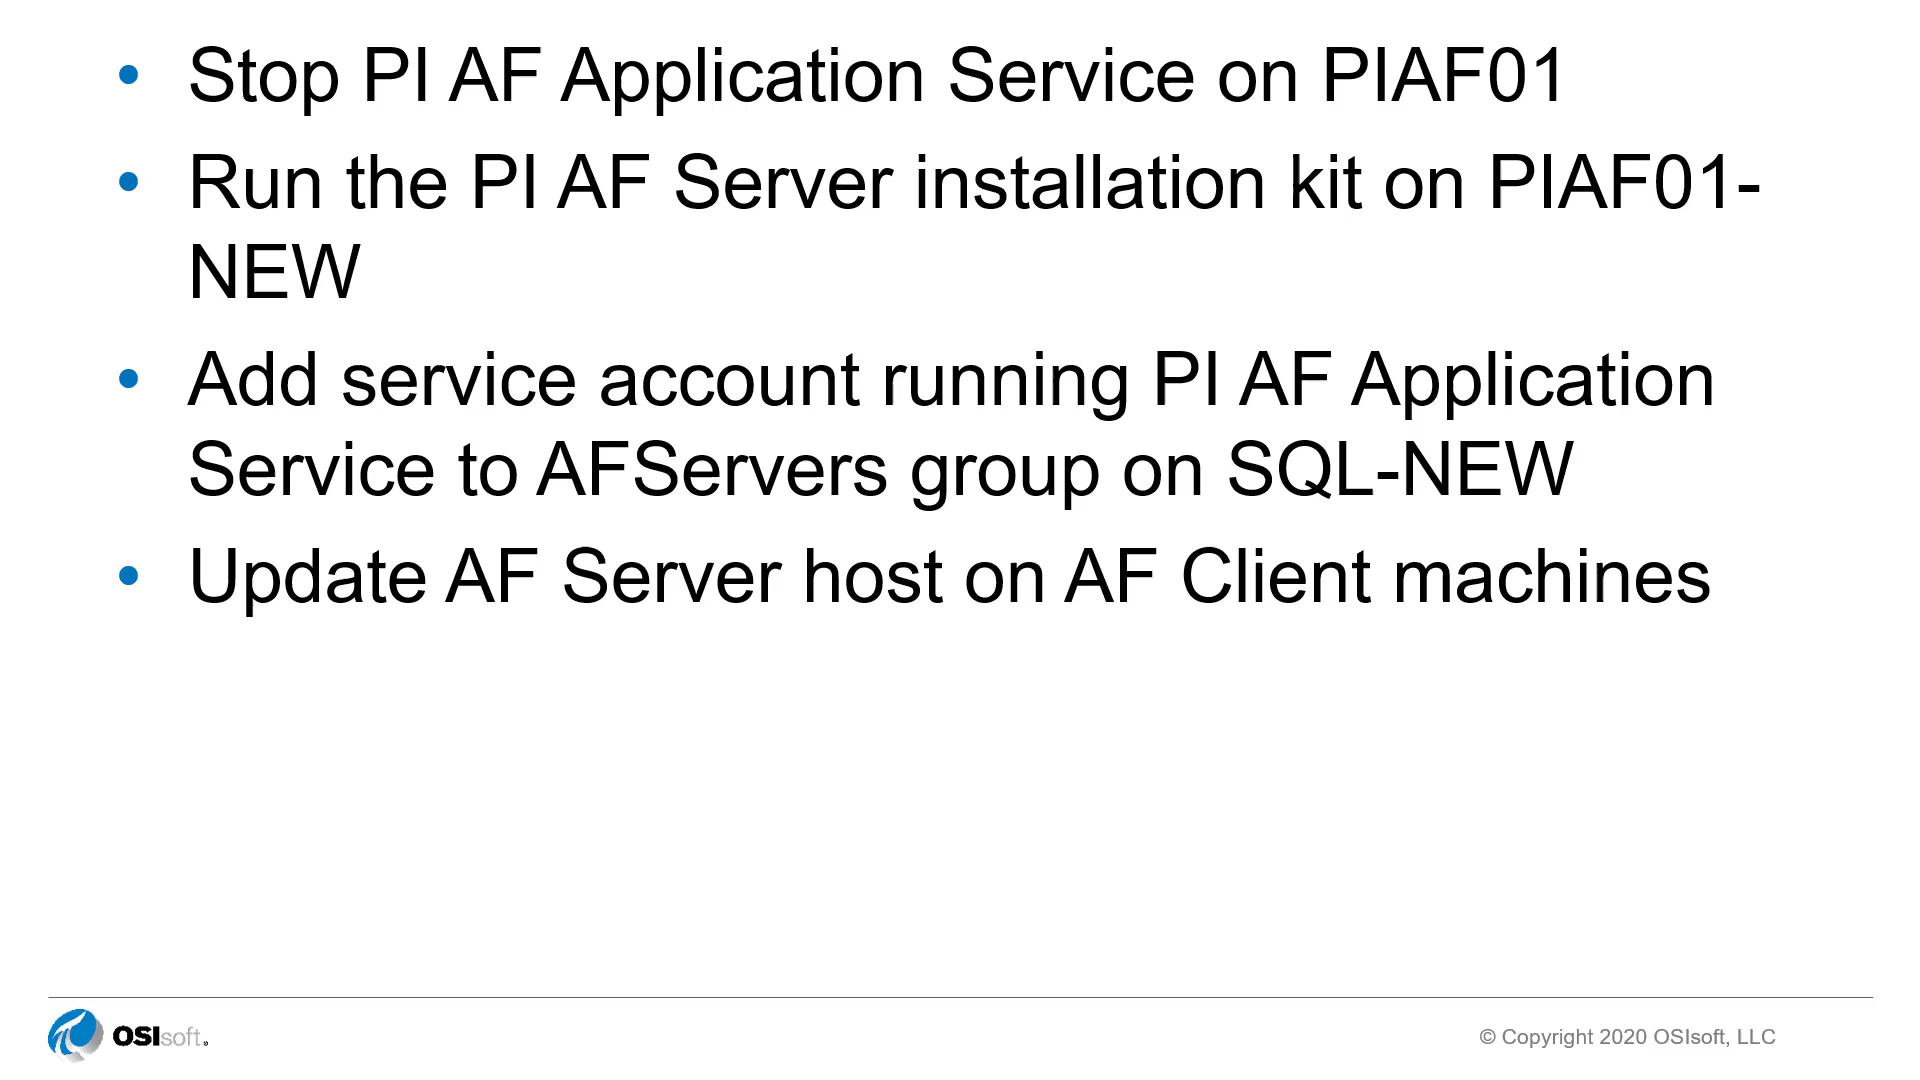 • Stop PI AF Application Service on PIAF01
• Run the PI AF Server installation kit on PIAF01-
NEW
• Add service account running PI AF Application
Service to AFServers group on SQL-NEW
• Update AF Server host on AF Client machines
OSIsoft®
© Copyright 2020 OSIsoft, LLC